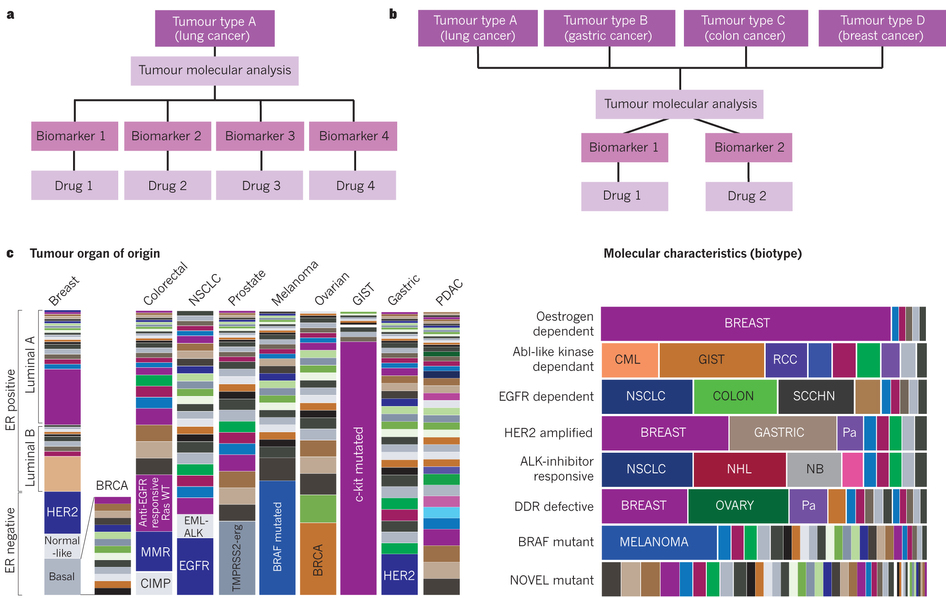 a
Tumour type A
(lung cancer)
Tumour molecular analysis
Biomarker 1
Biomarker 2
Biomarker 3
Biomarker 4
Drug 1
Drug 2
Drug 3
Drug 4
b
Tumour type A
(lung cancer)
Tumour type B
(gastric cancer)
Tumour type C
(colon cancer)
Tumour type D
(breast cancer)
Tumour molecular analysis
Biomarker 1
Biomarker 2
Drug 1
Drug 2
c Tumour organ of origin
Breast
Colorectal
NSCLC
Prostate
Melanoma
Ovarian
GIST
Gastric
PDAC
ER positive
Luminal A
Luminal B
ER negative
HER2
Normal
-like
Basal
BRCA
Anti-EGFR
responsive
Ras WT
MMR
CIMP
EML-
ALK
EGFR
TMPRSS2-erg
BRAF mutated
BRCA
c-kit mutated
HER2
Molecular characteristics (biotype)
Oestrogen
dependent
BREAST
Abl-like kinase
dependant
CML
GIST
RCC
EGFR dependent
NSCLC
COLON
SCCHN
HER2 amplified
BREAST
GASTRIC
Pa
ALK-inhibitor
responsive
NSCLC
NHL
NB
DDR defective
BREAST
OVARY
Pa
BRAF mutant
MELANOMA
NOVEL mutant